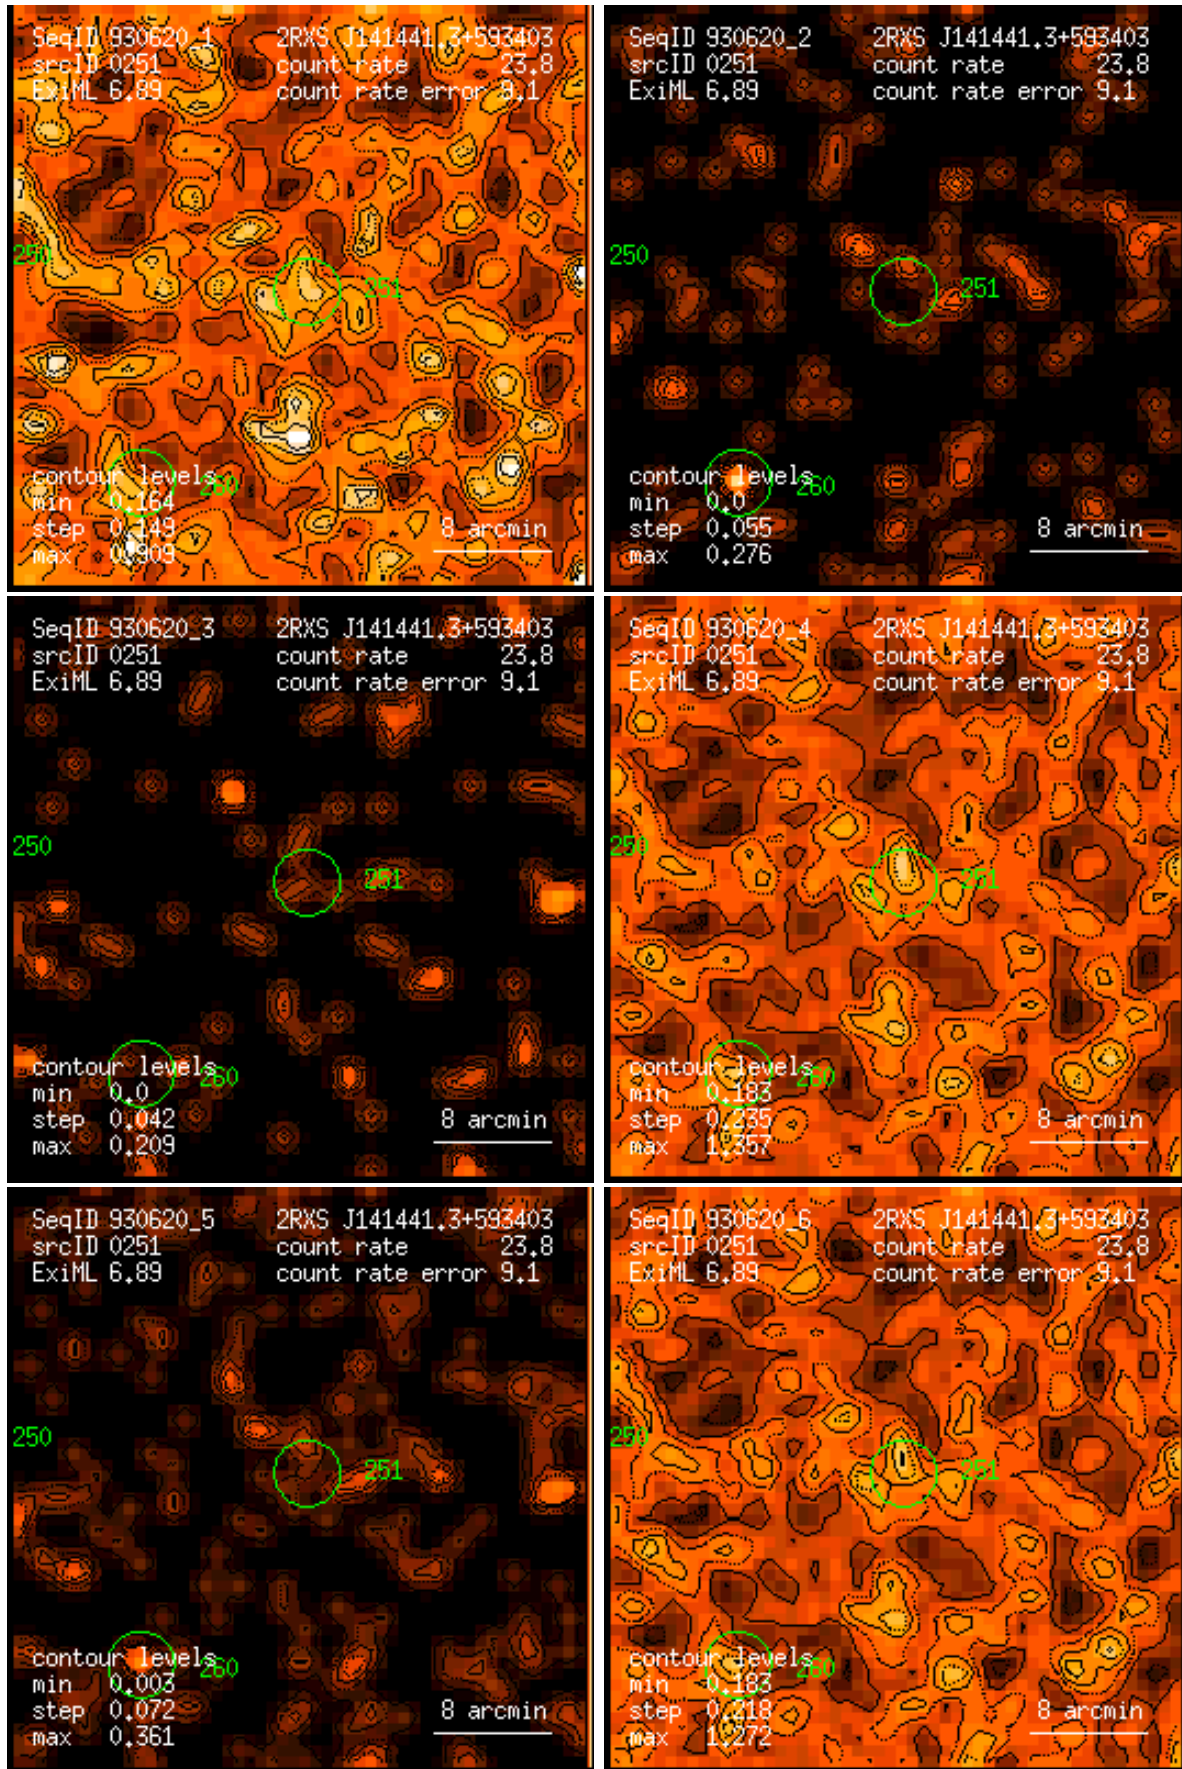 SeqID 930620_1 2RXS J141441.3+593403
srcID 0251 count rate 23.8
ExiML 6.89 count rate error 9.1
250
251
contour levels
260
min 0.164
step 0.149
max 0.909
8 arcmin
SeqID 930620_2 2RXS J141441.3+593403
srcID 0251 count rate 23.8
ExiML 6.89 count rate error 9.1
250
251
contour levels
260
min 0.0
step 0.055
max 0.276
8 arcmin
SeqID 930620_3 2RXS J141441.3+593403
srcID 0251 count rate 23.8
ExiML 6.89 count rate error 9.1
250
251
contour levels
260
min 0.0
step 0.042
max 0.209
8 arcmin
SeqID 930620_4 2RXS J141441.3+593403
srcID 0251 count rate 23.8
ExiML 6.89 count rate error 9.1
250
251
contour levels
260
min 0.183
step 0.235
max 1.357
8 arcmin
SeqID 930620_5 2RXS J141441.3+593403
srcID 0251 count rate 23.8
ExiML 6.89 count rate error 9.1
250
251
contour levels
260
min 0.003
step 0.072
max 0.361
8 arcmin
SeqID 930620_6 2RXS J141441.3+593403
srcID 0251 count rate 23.8
ExiML 6.89 count rate error 9.1
250
251
contour levels
260
min 0.183
step 0.218
max 1.272
8 arcmin